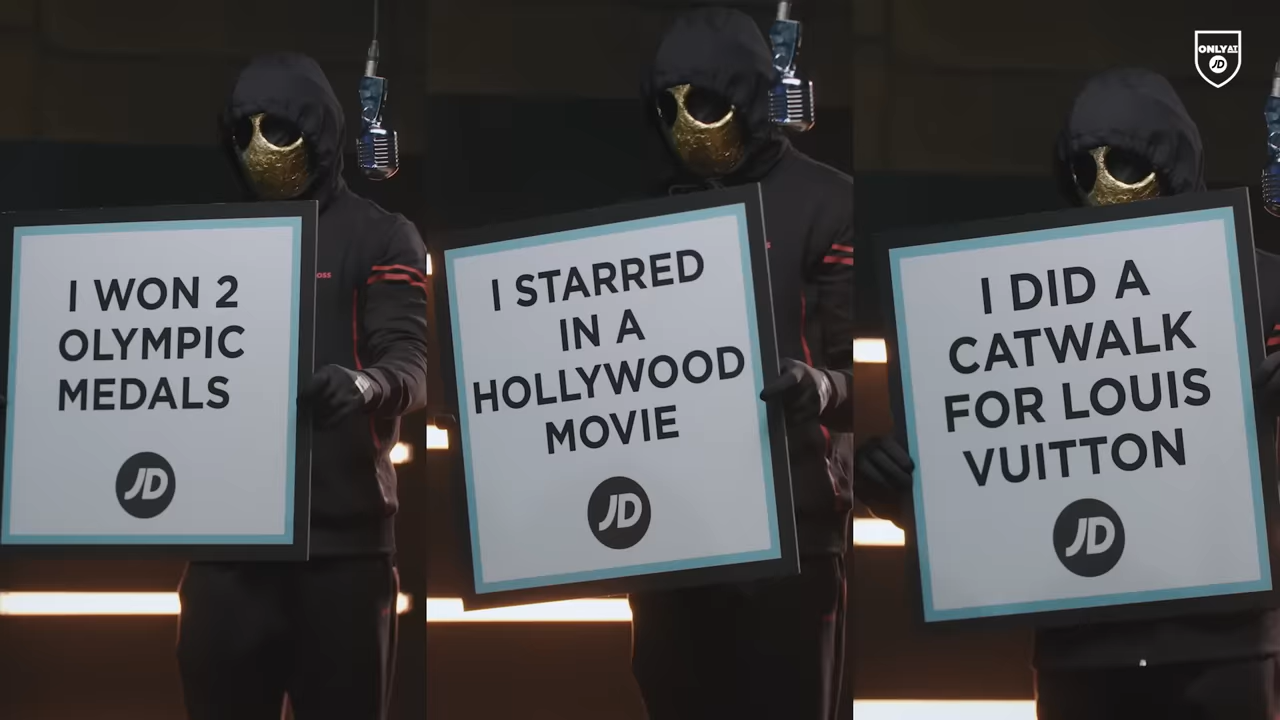 I WON 2
OLYMPIC
MEDALS
JD
OSS
I STARRED
IN A
HOLLYWOOD
MOVIE
JD
ONLY AT
JD
I DID A
CATWALK
FOR LOUIS
VUITTON
JD